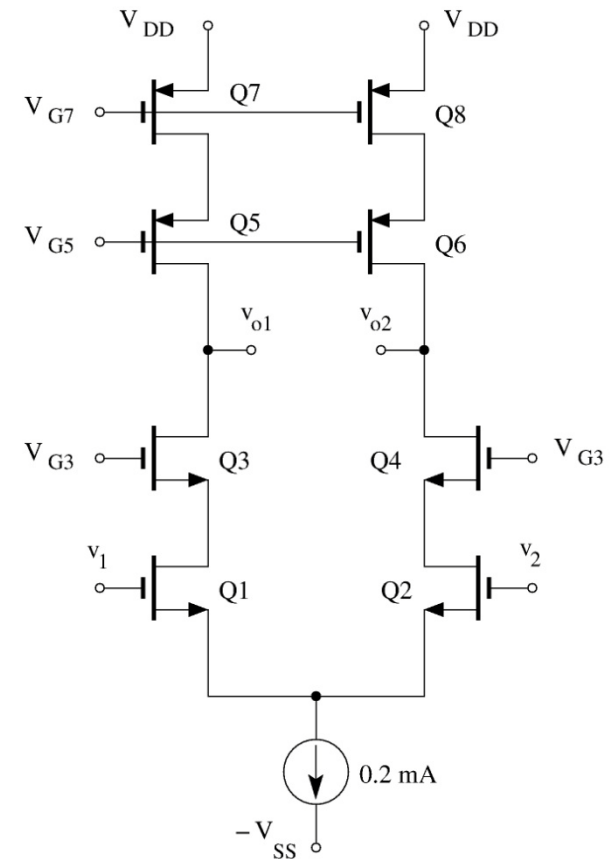 V DD V DD
V G7 Q7 Q8
V G5 Q5 Q6
v o1 v o2
V G3 Q3 Q4 V G3
v 1 Q1 Q2 v 2
0.2 mA
– V SS